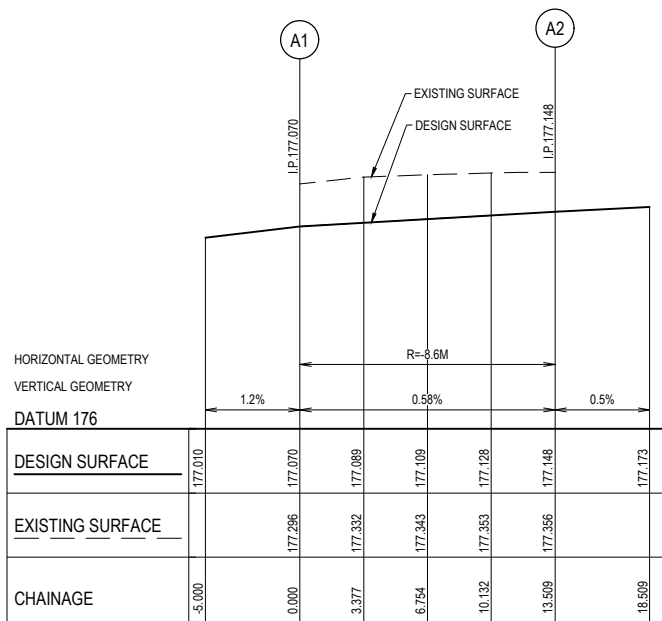 A1
A2
EXISTING SURFACE
DESIGN SURFACE
I.P.177.070
I.P.177.148
HORIZONTAL GEOMETRY
R=-8.6M
VERTICAL GEOMETRY
1.2%
0.58%
0.5%
DATUM 176
DESIGN SURFACE
177.010
177.070
177.089
177.109
177.128
177.148
177.173
EXISTING SURFACE
177.296
177.332
177.343
177.353
177.356
CHAINAGE
-5.000
0.000
3.377
6.754
10.132
13.509
18.509